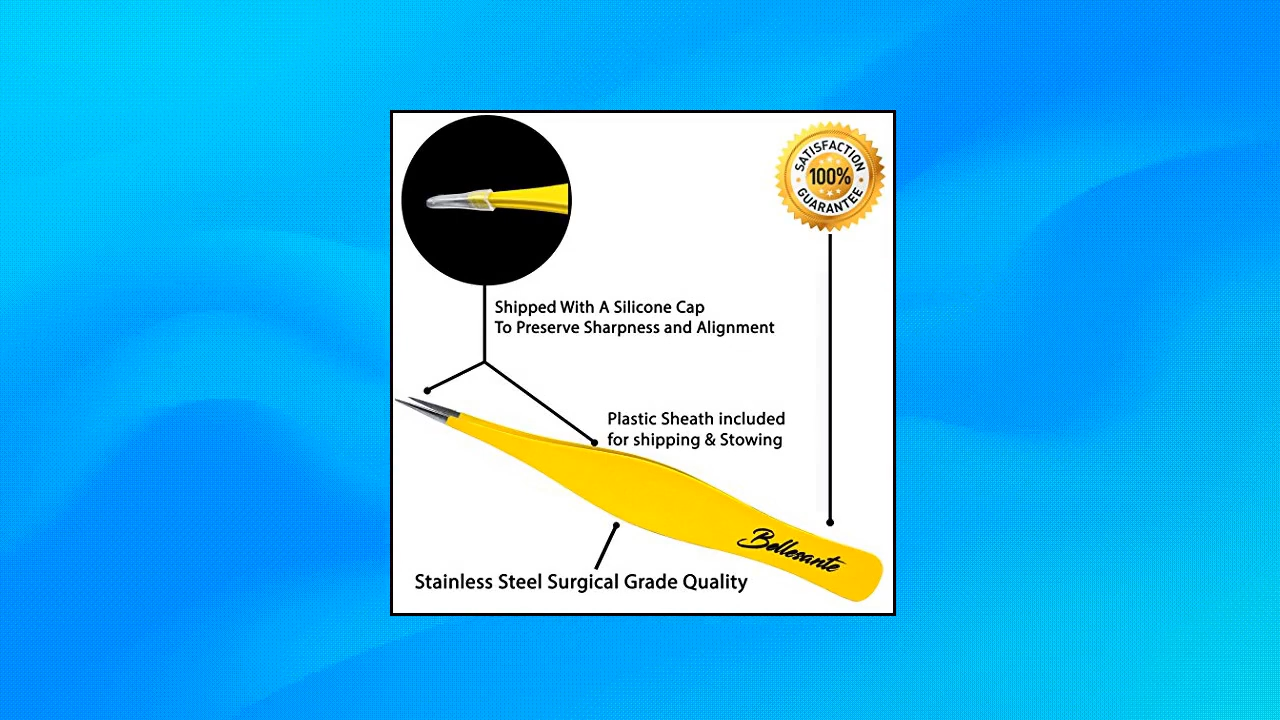 SATISFACTION
100%
GUARANTEE
Shipped With A Silicone Cap
To Preserve Sharpness and Alignment
Plastic Sheath included
for shipping & Stowing
Bellesante
Stainless Steel Surgical Grade Quality